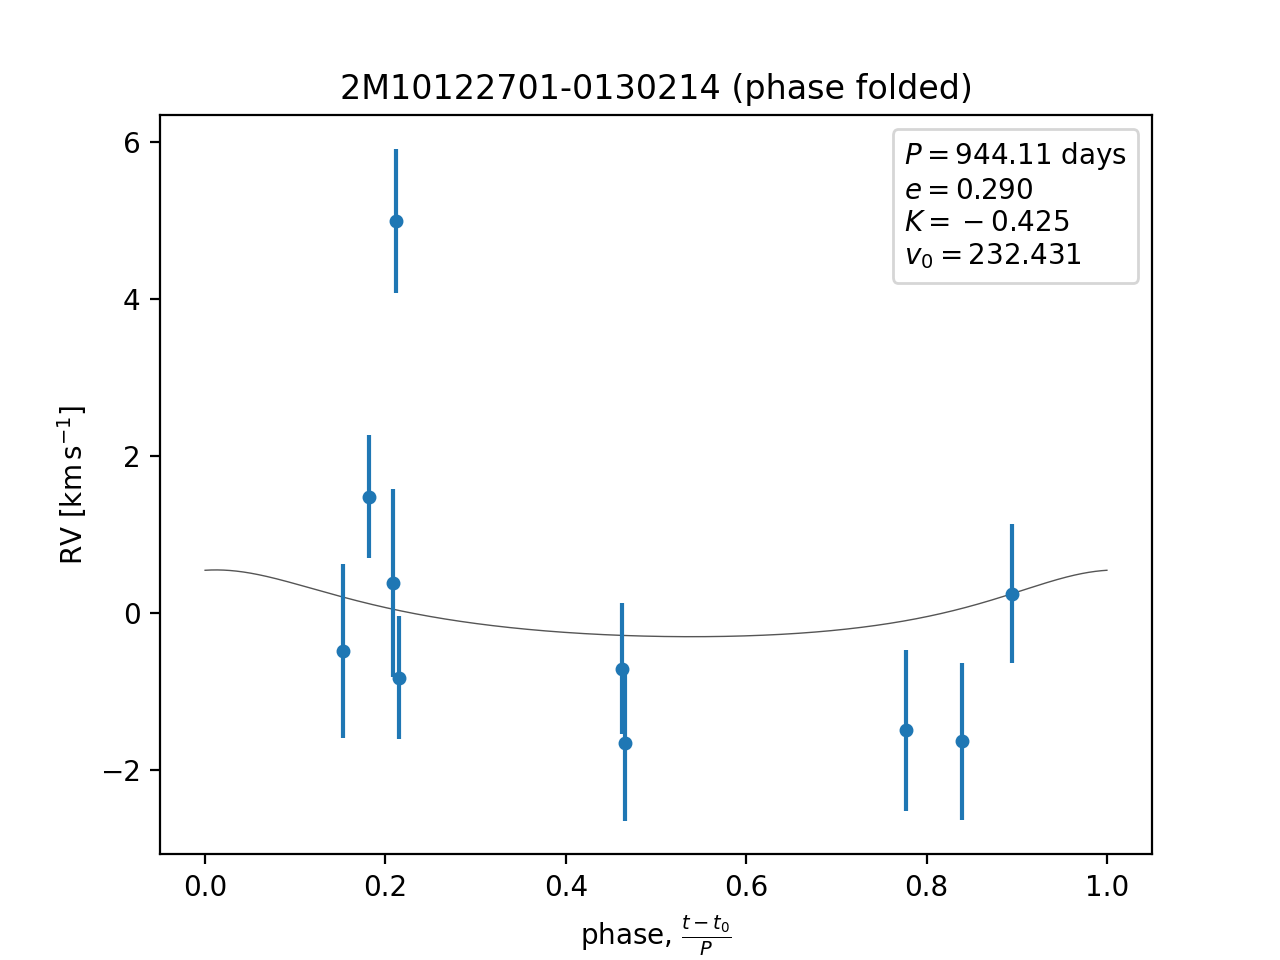 2M10122701-0130214 (phase folded)
P = 944.11 days
e = 0.290
K = −0.425
v₀ = 232.431
6
4
2
0
−2
RV [km s⁻¹]
0.0 0.2 0.4 0.6 0.8 1.0
phase, (t − t₀)/P